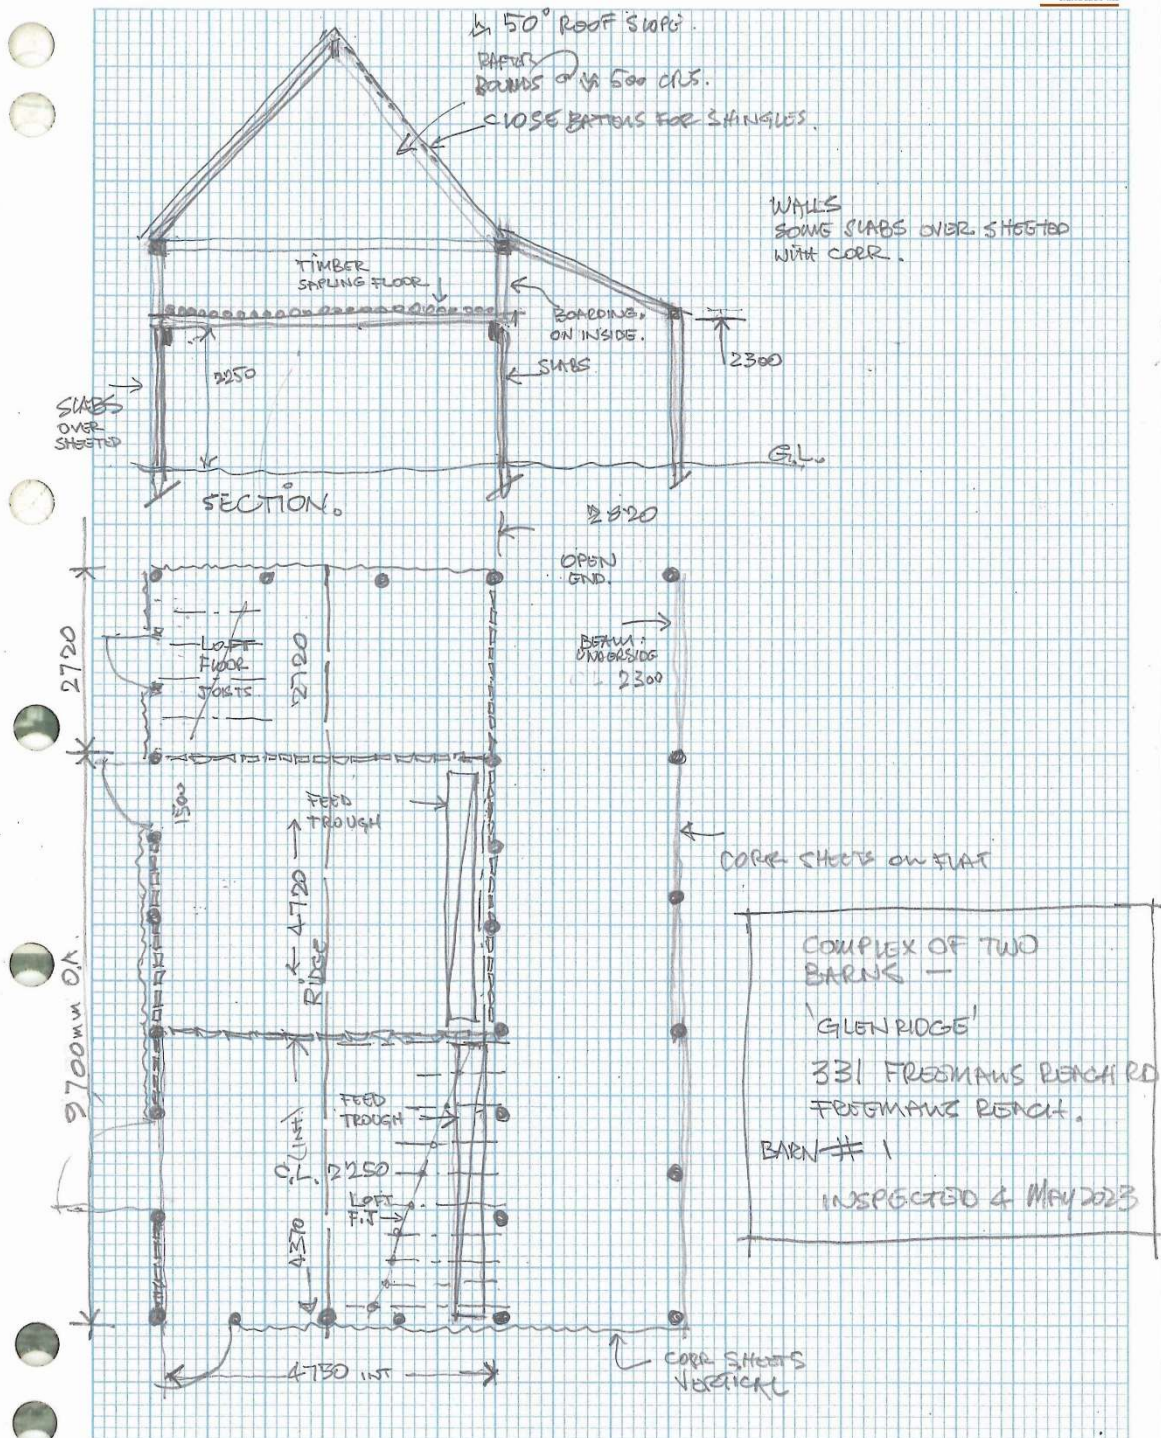 50° ROOF SLOPE.
RAFTER
ROUNDS @ 500 CRS.
CLOSE BATTENS FOR SHINGLES.
WALLS
SOME SLABS OVER SHEETED
WITH CORR.
TIMBER
SAPLING FLOOR
BOARDING.
ON INSIDE.
SLABS
2300
2250
SLABS
OVER
SHEETED
G.L.
SECTION.
2820
OPEN
END.
2720
LOFT
FLOOR
JOISTS
2720
BEAM:
UNDERSIDE
2300
1500
FEED
TROUGH
4720
RIDGE
CORR SHEETS ON FLAT
9700mm O.A.
COMPLEX OF TWO
BARNS —
'GLENRIDGE'
331 FREEMANS REACH RD
FREEMANS REACH.
BARN # 1
INSPECTED 4 MAY 2023
FEED
TROUGH
(INT)
C.L. 2250
LOFT
F.J
4370
4730 INT
CORR SHEETS
VERTICAL